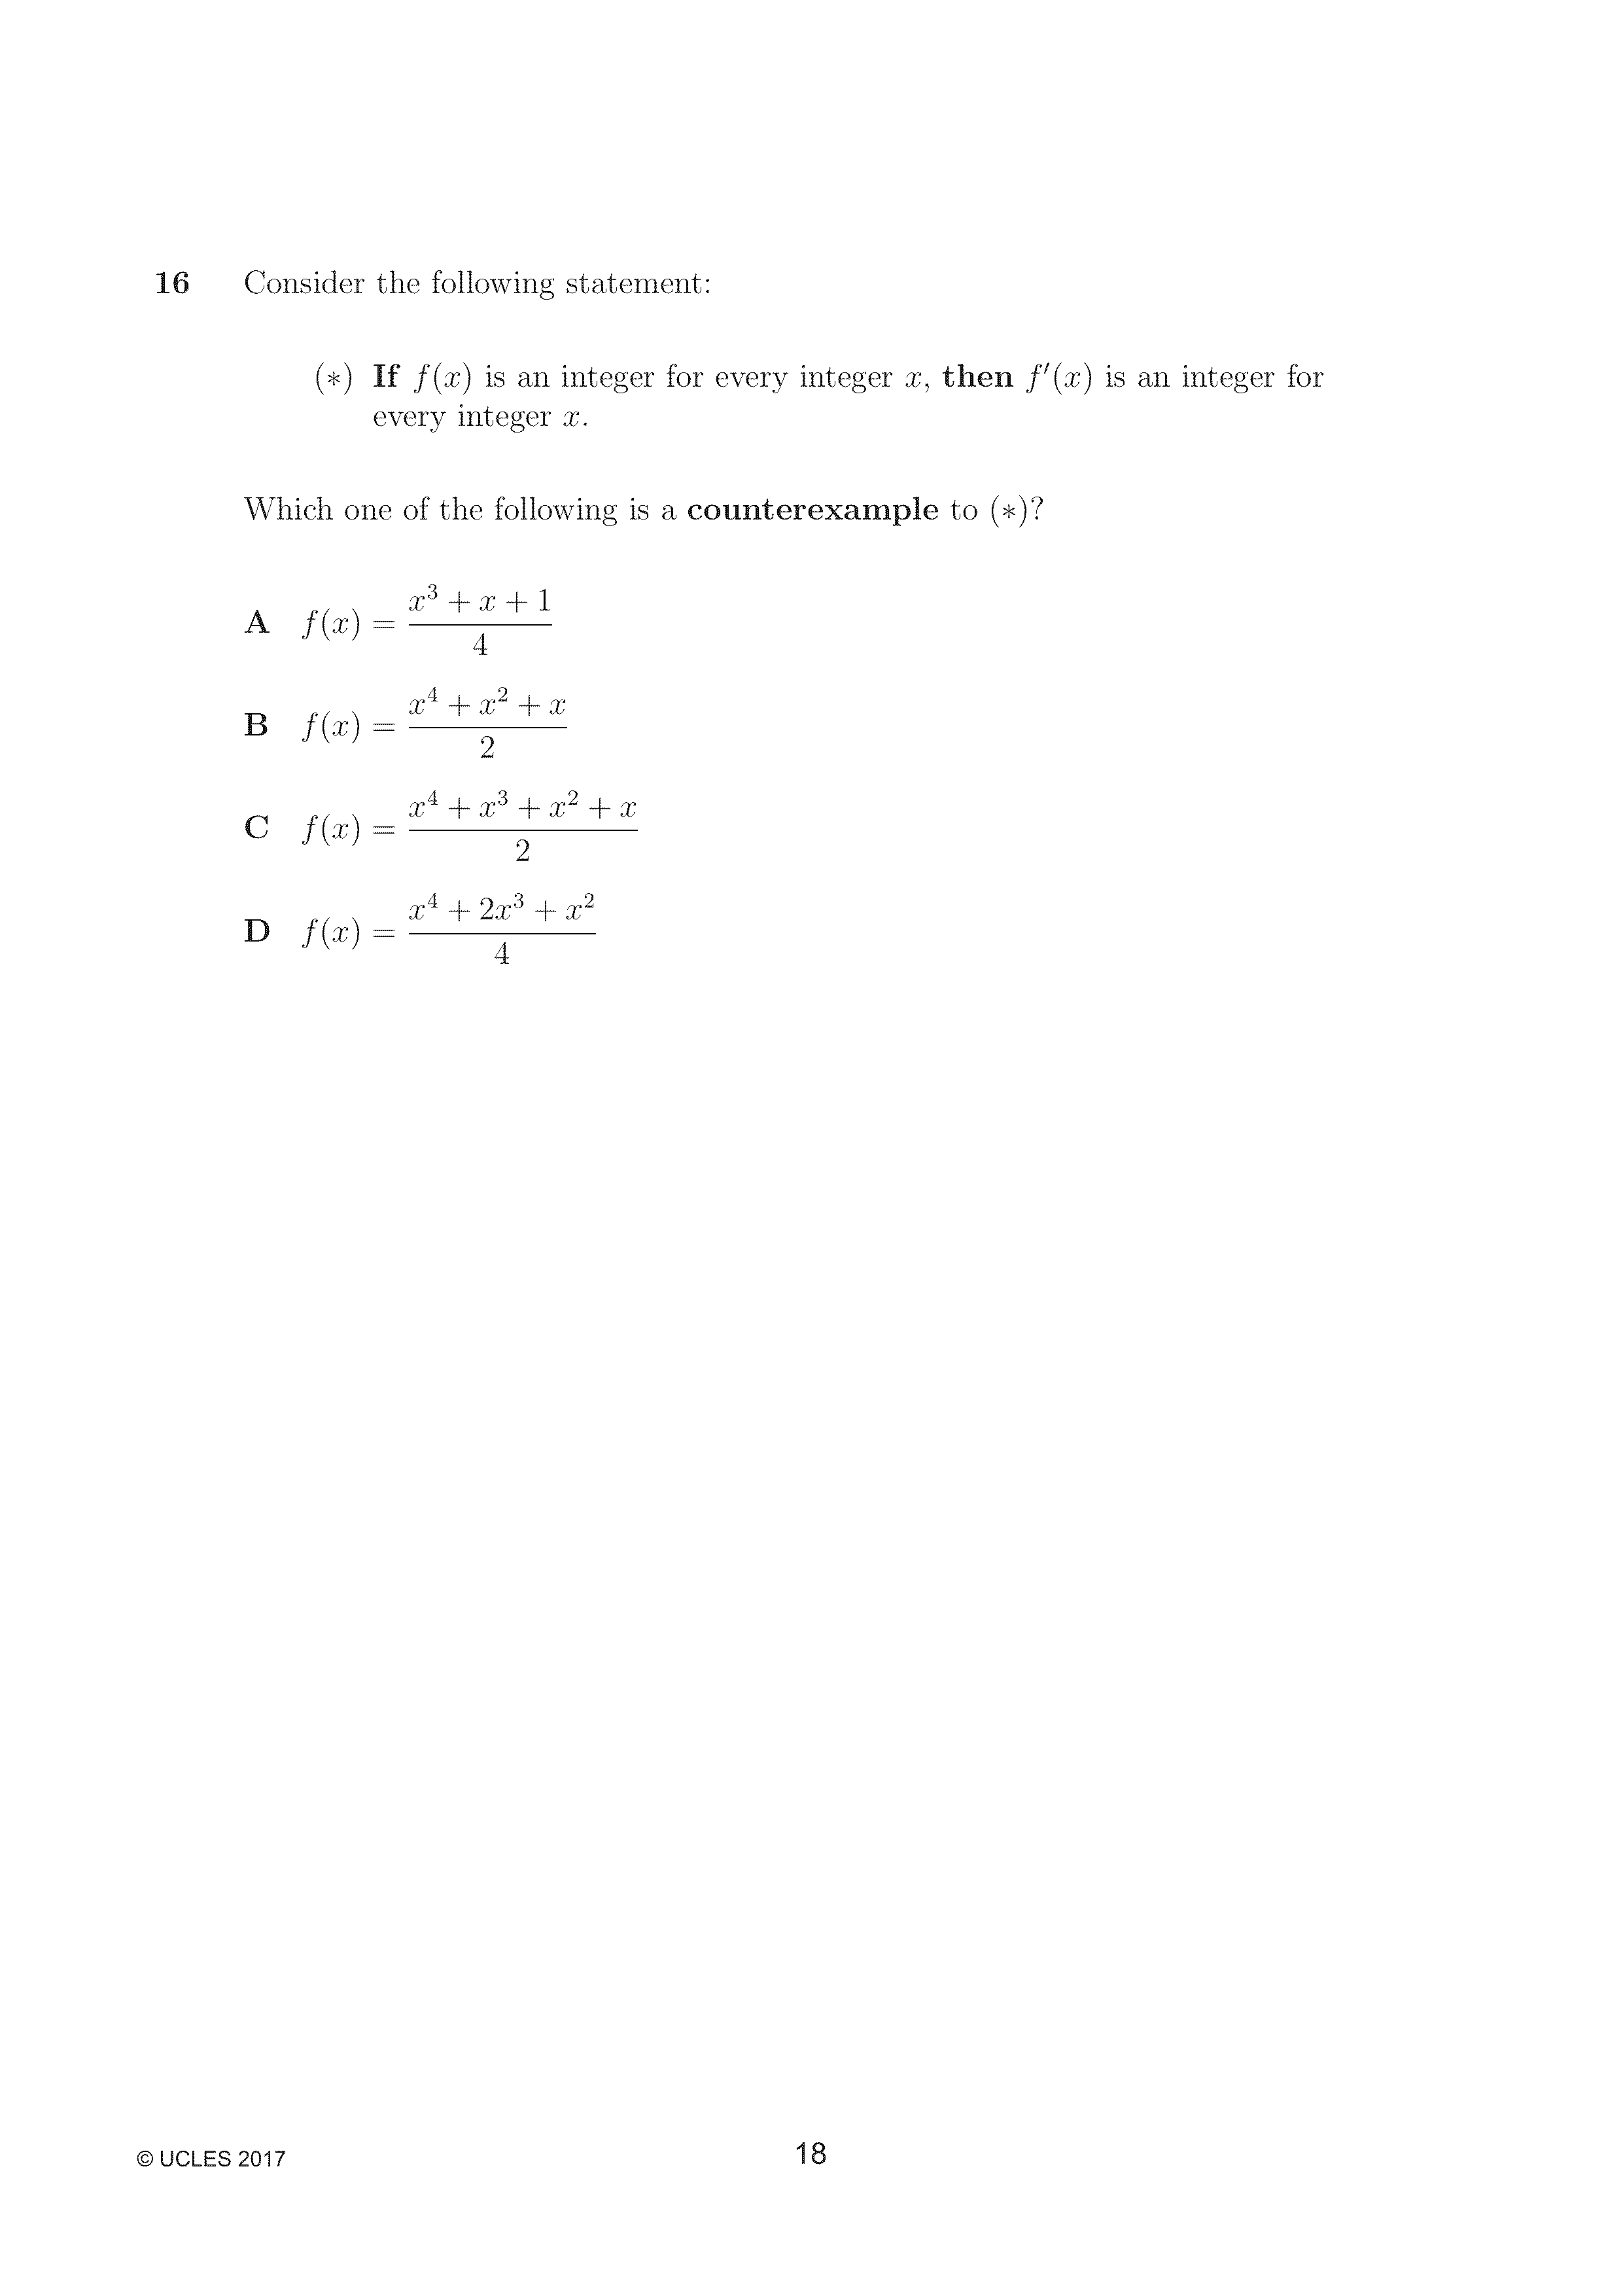 16 Consider the following statement:
(∗) If f(x) is an integer for every integer x, then f′(x) is an integer for
every integer x.
Which one of the following is a counterexample to (∗)?
A f(x) = \frac{x^3 + x + 1}{4}
B f(x) = \frac{x^4 + x^2 + x}{2}
C f(x) = \frac{x^4 + x^3 + x^2 + x}{2}
D f(x) = \frac{x^4 + 2x^3 + x^2}{4}
© UCLES 2017 18